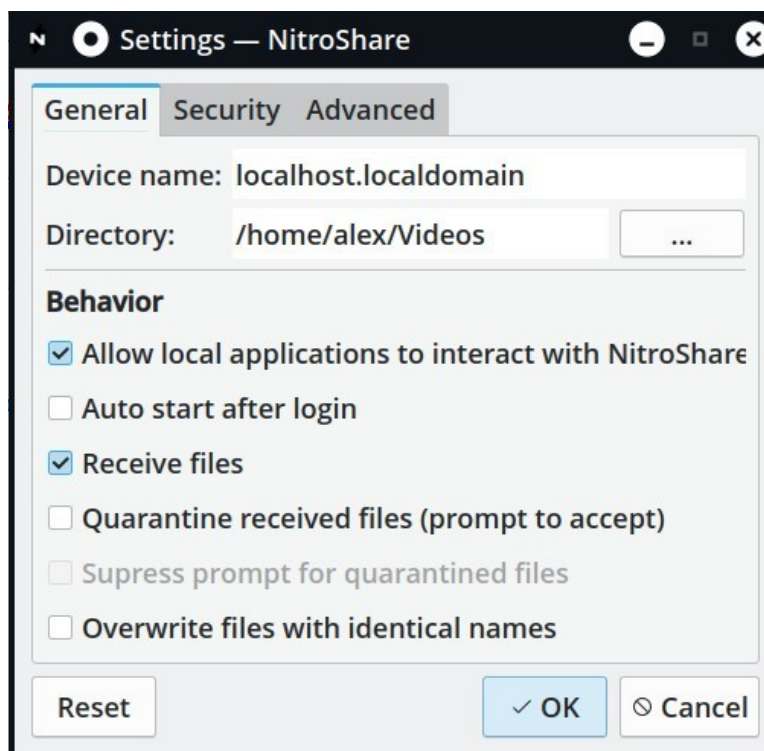 N Settings — NitroShare
General Security Advanced
Device name: localhost.localdomain
Directory: /home/alex/Videos ...
Behavior
Allow local applications to interact with NitroShare
Auto start after login
Receive files
Quarantine received files (prompt to accept)
Supress prompt for quarantined files
Overwrite files with identical names
Reset OK Cancel